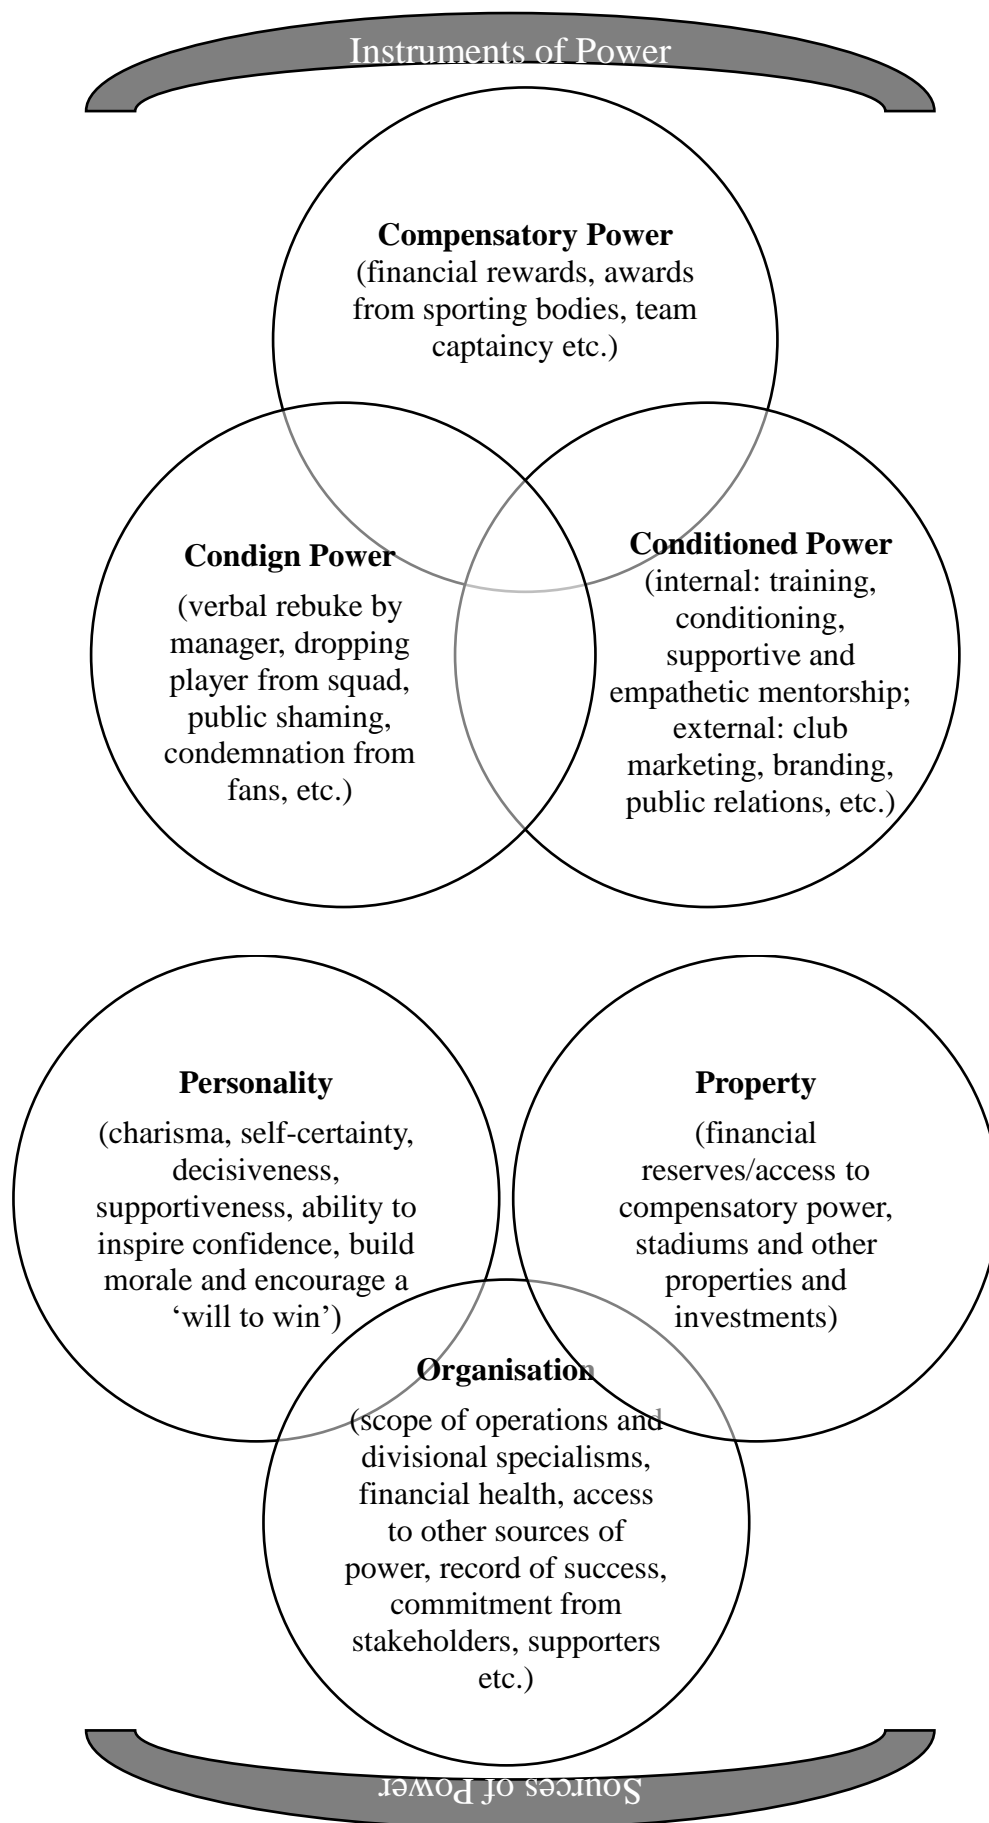 Instruments of Power
Compensatory Power
(financial rewards, awards
from sporting bodies, team
captaincy etc.)
Condign Power
(verbal rebuke by
manager, dropping
player from squad,
public shaming,
condemnation from
fans, etc.)
Conditioned Power
(internal: training,
conditioning,
supportive and
empathetic mentorship;
external: club
marketing, branding,
public relations, etc.)
Personality
(charisma, self-certainty,
decisiveness,
supportiveness, ability to
inspire confidence, build
morale and encourage a
‘will to win’)
Property
(financial
reserves/access to
compensatory power,
stadiums and other
properties and
investments)
Organisation
(scope of operations and
divisional specialisms,
financial health, access
to other sources of
power, record of success,
commitment from
stakeholders, supporters
etc.)
Sources of Power